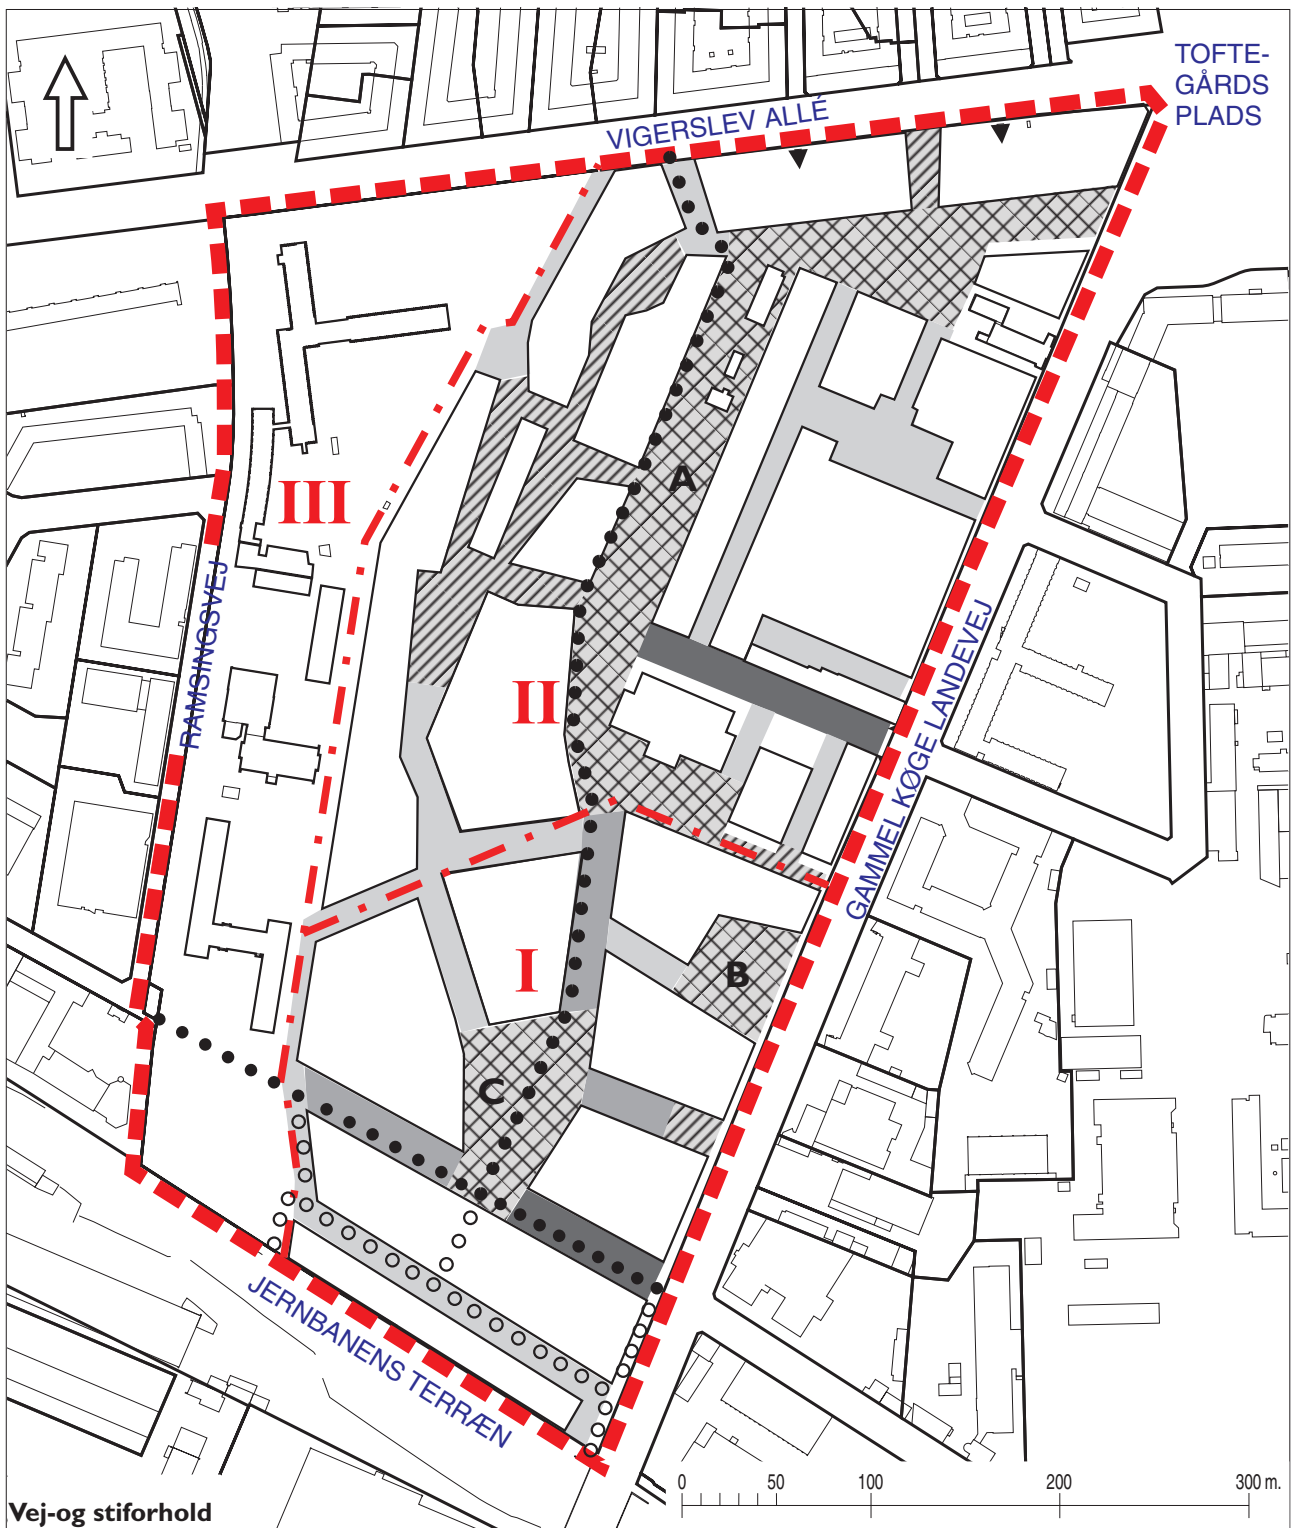 TOFTE-
GÅRDS
PLADS
VIGERSLEV ALLÉ
A
III
RAMSINGSVEJ
II
GAMMEL KØGE LANDEVEJ
I
B
C
JERNBANENS TERRÆN
0 50 100 200 300 m.
Vej-og stiforhold